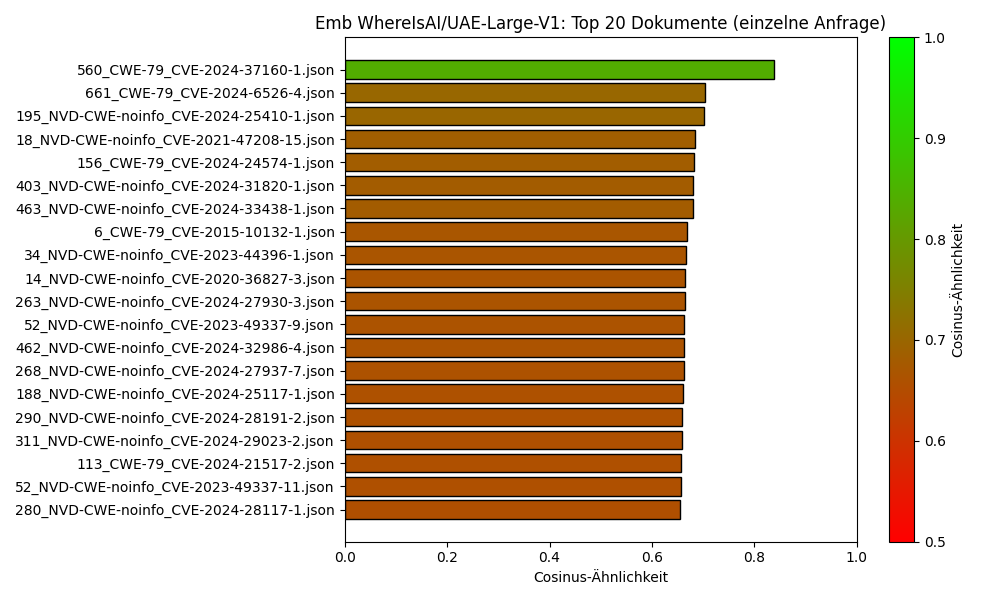 Emb WhereIsAI/UAE-Large-V1: Top 20 Dokumente (einzelne Anfrage)
560_CWE-79_CVE-2024-37160-1.json
661_CWE-79_CVE-2024-6526-4.json
195_NVD-CWE-noinfo_CVE-2024-25410-1.json
18_NVD-CWE-noinfo_CVE-2021-47208-15.json
156_CWE-79_CVE-2024-24574-1.json
403_NVD-CWE-noinfo_CVE-2024-31820-1.json
463_NVD-CWE-noinfo_CVE-2024-33438-1.json
6_CWE-79_CVE-2015-10132-1.json
34_NVD-CWE-noinfo_CVE-2023-44396-1.json
14_NVD-CWE-noinfo_CVE-2020-36827-3.json
263_NVD-CWE-noinfo_CVE-2024-27930-3.json
52_NVD-CWE-noinfo_CVE-2023-49337-9.json
462_NVD-CWE-noinfo_CVE-2024-32986-4.json
268_NVD-CWE-noinfo_CVE-2024-27937-7.json
188_NVD-CWE-noinfo_CVE-2024-25117-1.json
290_NVD-CWE-noinfo_CVE-2024-28191-2.json
311_NVD-CWE-noinfo_CVE-2024-29023-2.json
113_CWE-79_CVE-2024-21517-2.json
52_NVD-CWE-noinfo_CVE-2023-49337-11.json
280_NVD-CWE-noinfo_CVE-2024-28117-1.json
0.0 0.2 0.4 0.6 0.8 1.0
Cosinus-Ähnlichkeit
1.0
0.9
0.8
0.7
0.6
0.5
Cosinus-Ähnlichkeit